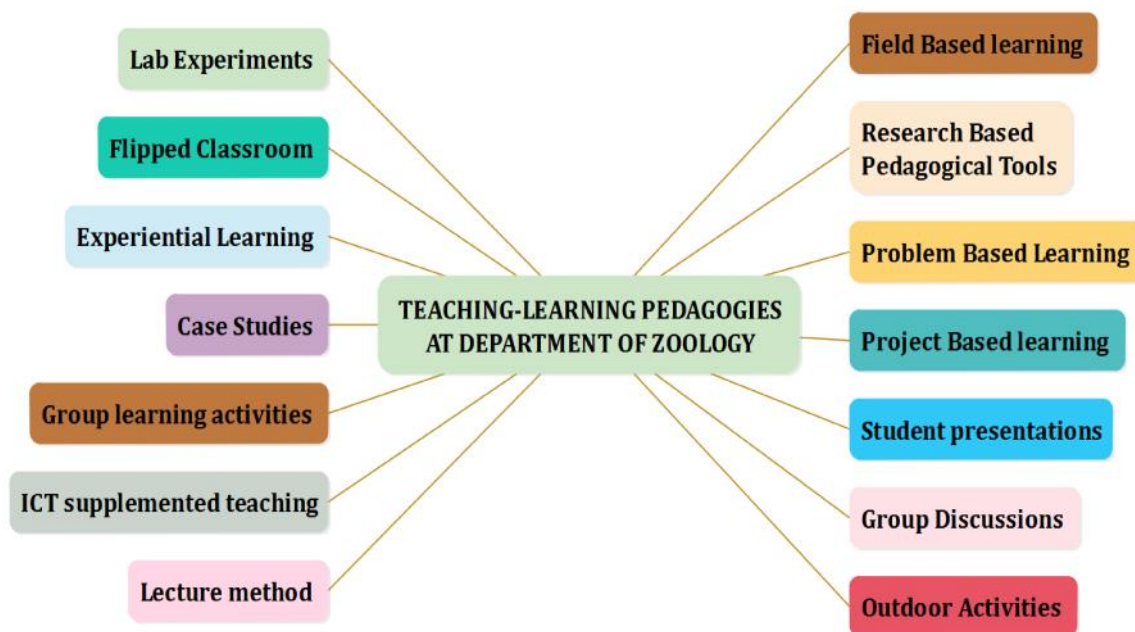 Lab Experiments
Flipped Classroom
Experiential Learning
Case Studies
Group learning activities
ICT supplemented teaching
Lecture method
TEACHING-LEARNING PEDAGOGIES
AT DEPARTMENT OF ZOOLOGY
Field Based learning
Research Based
Pedagogical Tools
Problem Based Learning
Project Based learning
Student presentations
Group Discussions
Outdoor Activities